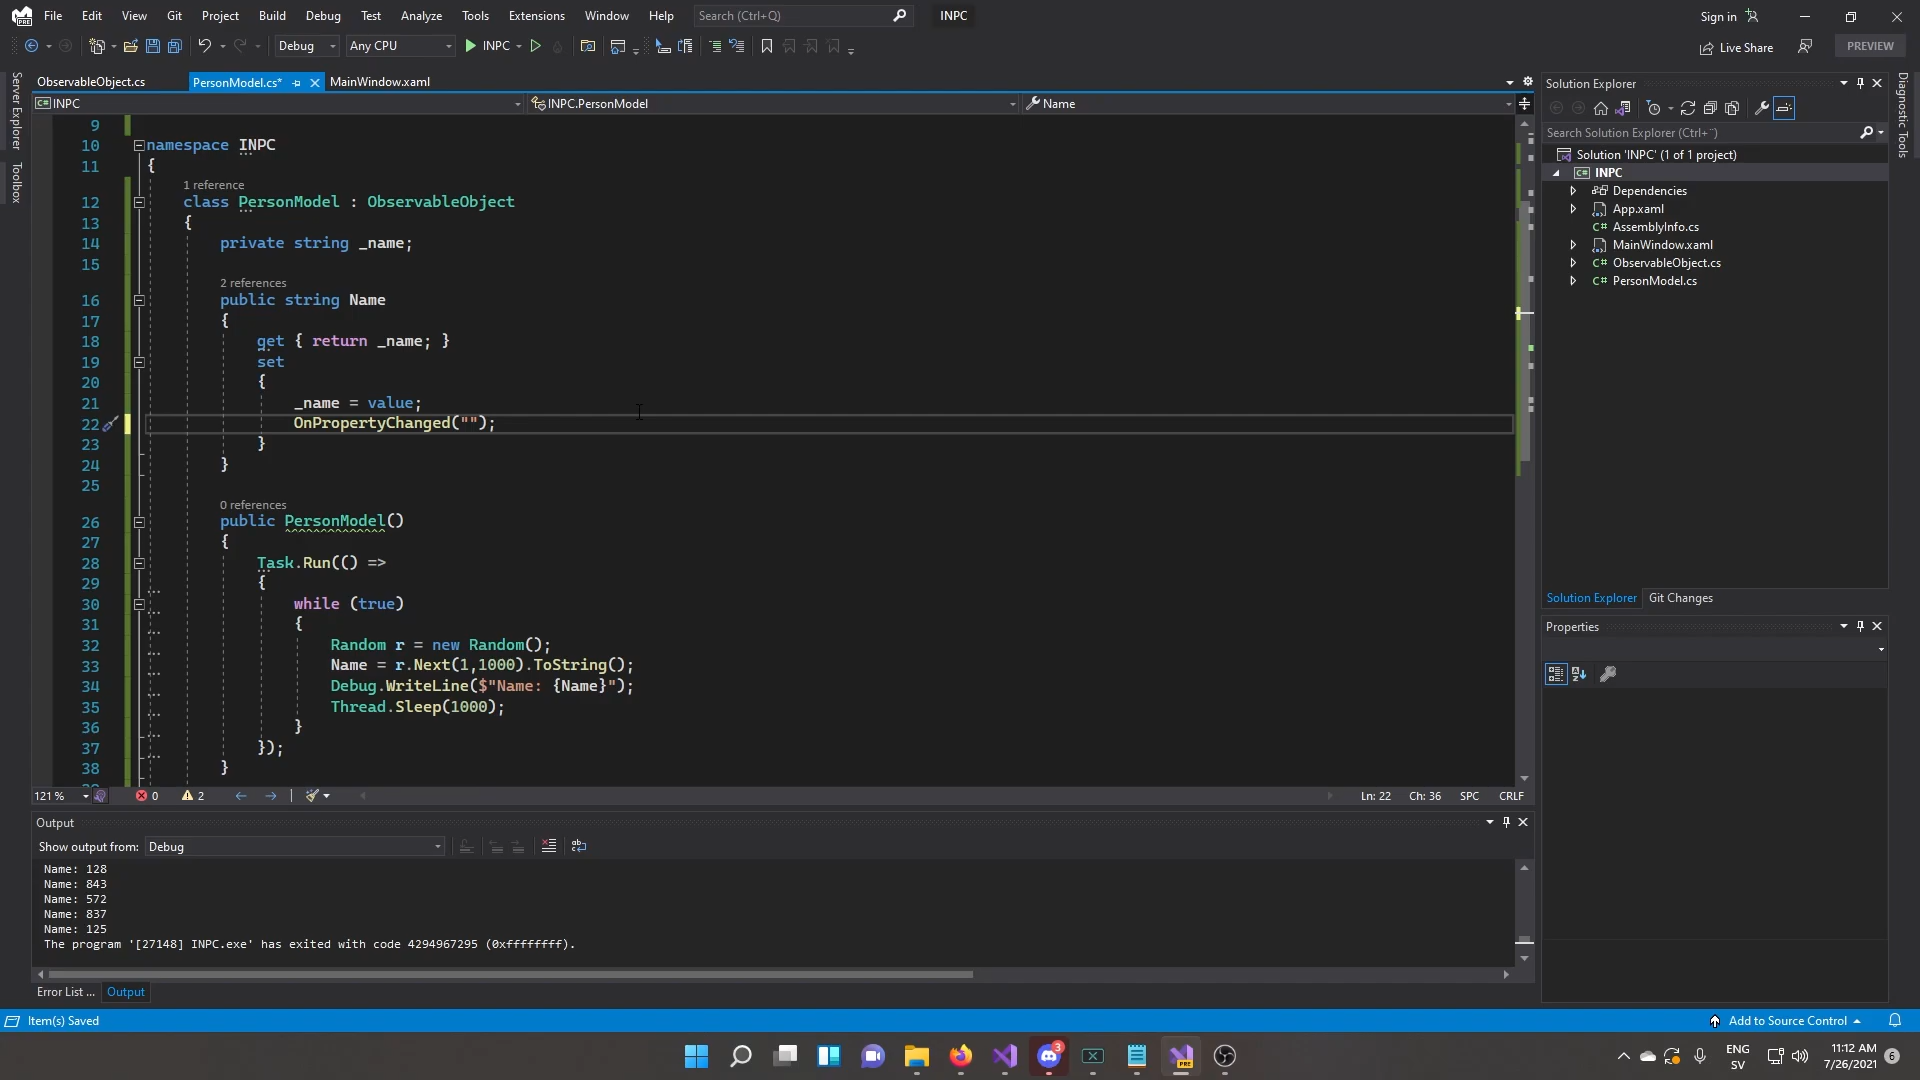 File Edit View Git Project Build Debug Test Analyze Tools Extensions Window Help Search (Ctrl+Q) INPC Sign in
Debug Any CPU INPC Live Share PREVIEW
ObservableObject.cs PersonModel.cs* MainWindow.xaml
INPC INPC.PersonModel Name
Server Explorer
Toolbox
9
10 namespace INPC
11 {
1 reference
12 class PersonModel : ObservableObject
13 {
14 private string _name;
15
2 references
16 public string Name
17 {
18 get { return _name; }
19 set
20 {
21 _name = value;
22 OnPropertyChanged("");
23 }
24 }
25
0 references
26 public PersonModel()
27 {
28 Task.Run(() =>
29 {
30 while (true)
31 {
32 Random r = new Random();
33 Name = r.Next(1,1000).ToString();
34 Debug.WriteLine($"Name: {Name}");
35 Thread.Sleep(1000);
36 }
37 });
38 }
121 % 0 2 Ln: 22 Ch: 36 SPC CRLF
Output
Show output from: Debug
Name: 128
Name: 843
Name: 572
Name: 837
Name: 125
The program '[27148] INPC.exe' has exited with code 4294967295 (0xffffffff).
Error List ... Output
Solution Explorer
Search Solution Explorer (Ctrl+¨)
Solution 'INPC' (1 of 1 project)
C# INPC
Dependencies
App.xaml
C# AssemblyInfo.cs
MainWindow.xaml
C# ObservableObject.cs
C# PersonModel.cs
Solution Explorer Git Changes
Properties
Diagnostic Tools
Item(s) Saved Add to Source Control
3 PRE ENG
SV 11:12 AM
7/26/2021 6